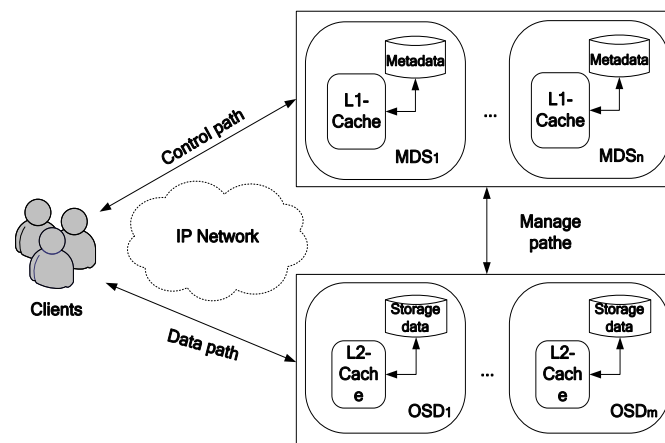 Metadata
L1-
Cache
MDS1
...
Metadata
L1-
Cache
MDSn
Control path
IP Network
Clients
Manage
pathe
Data path
Storage
data
L2-
Cach
e
OSD1
...
Storage
data
L2-
Cach
e
OSDm